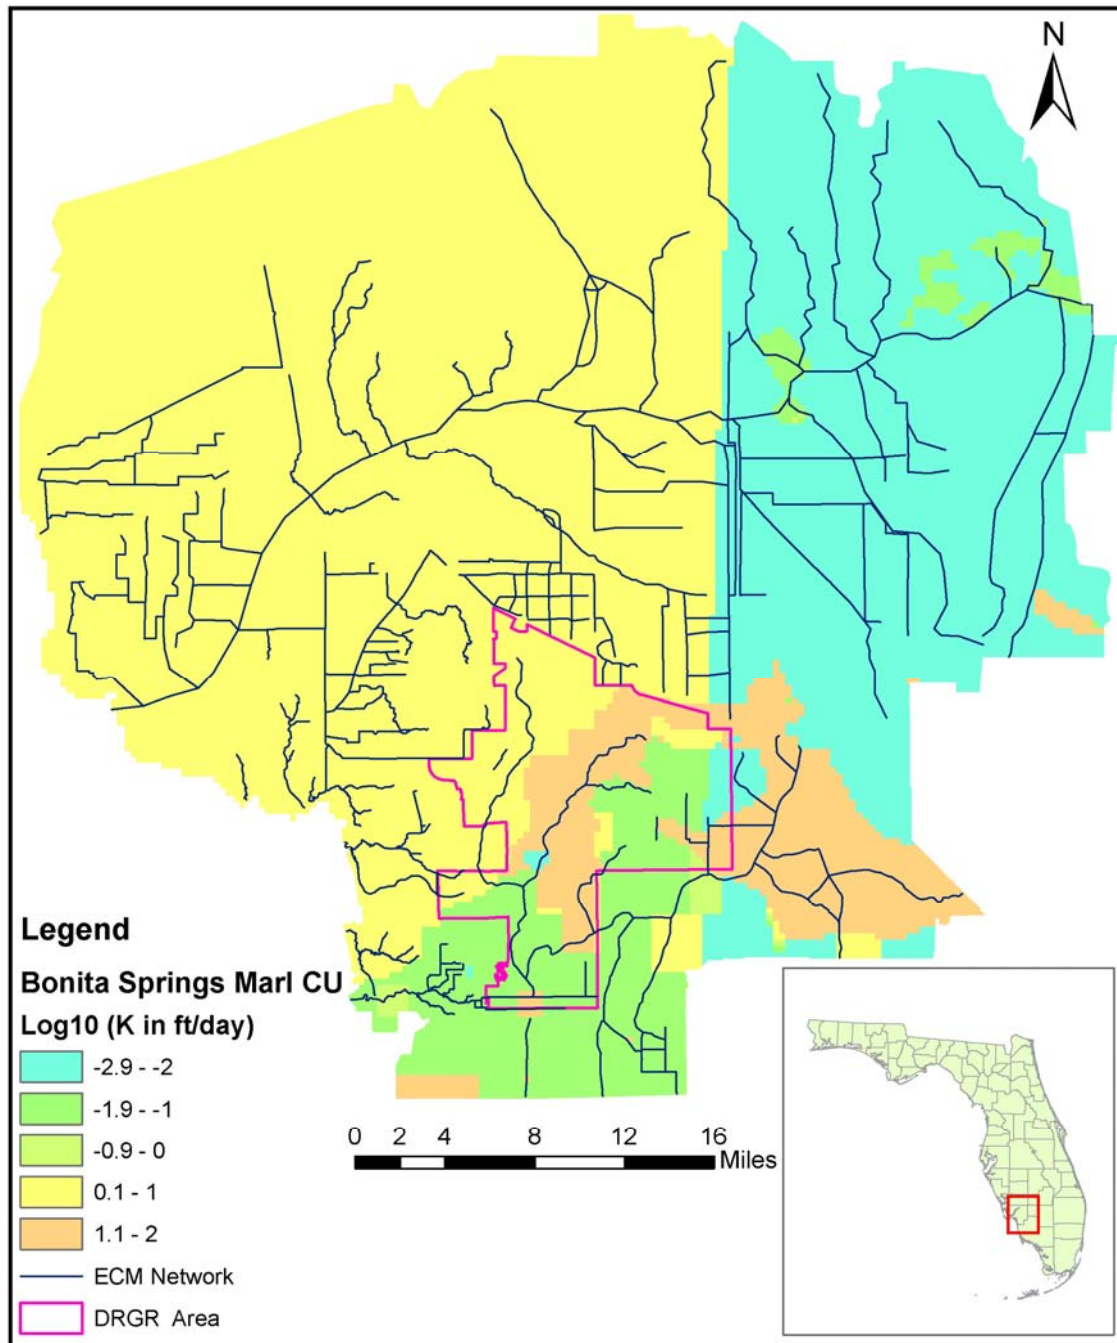 N
Legend
Bonita Springs Marl CU
Log10 (K in ft/day)
-2.9 - -2
-1.9 - -1
-0.9 - 0
0.1 - 1
1.1 - 2
ECM Network
DRGR Area
0 2 4 8 12 16
Miles